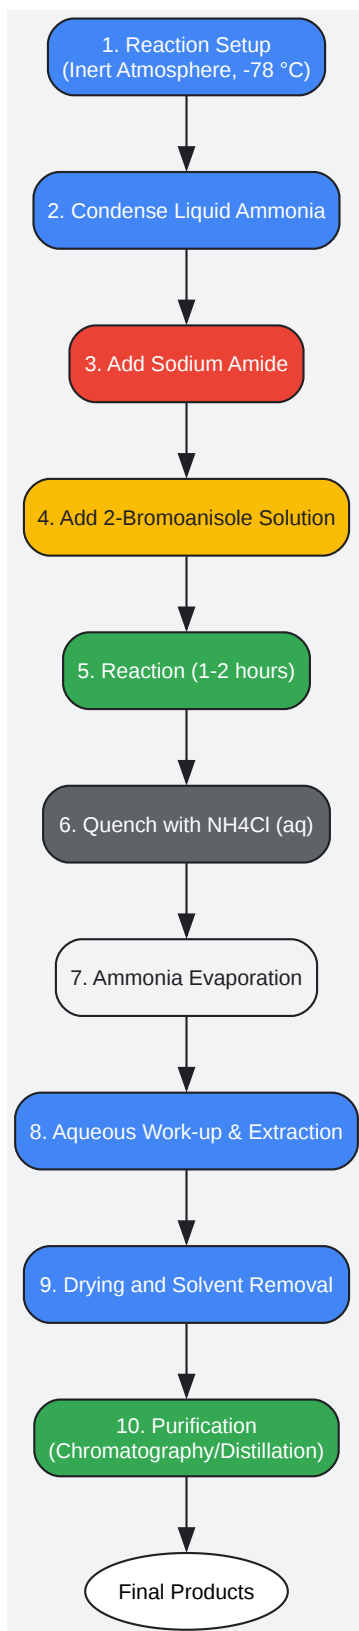 1. Reaction Setup
(Inert Atmosphere, -78 °C)
2. Condense Liquid Ammonia
3. Add Sodium Amide
4. Add 2-Bromoanisole Solution
5. Reaction (1-2 hours)
6. Quench with NH4Cl (aq)
7. Ammonia Evaporation
8. Aqueous Work-up & Extraction
9. Drying and Solvent Removal
10. Purification
(Chromatography/Distillation)
Final Products